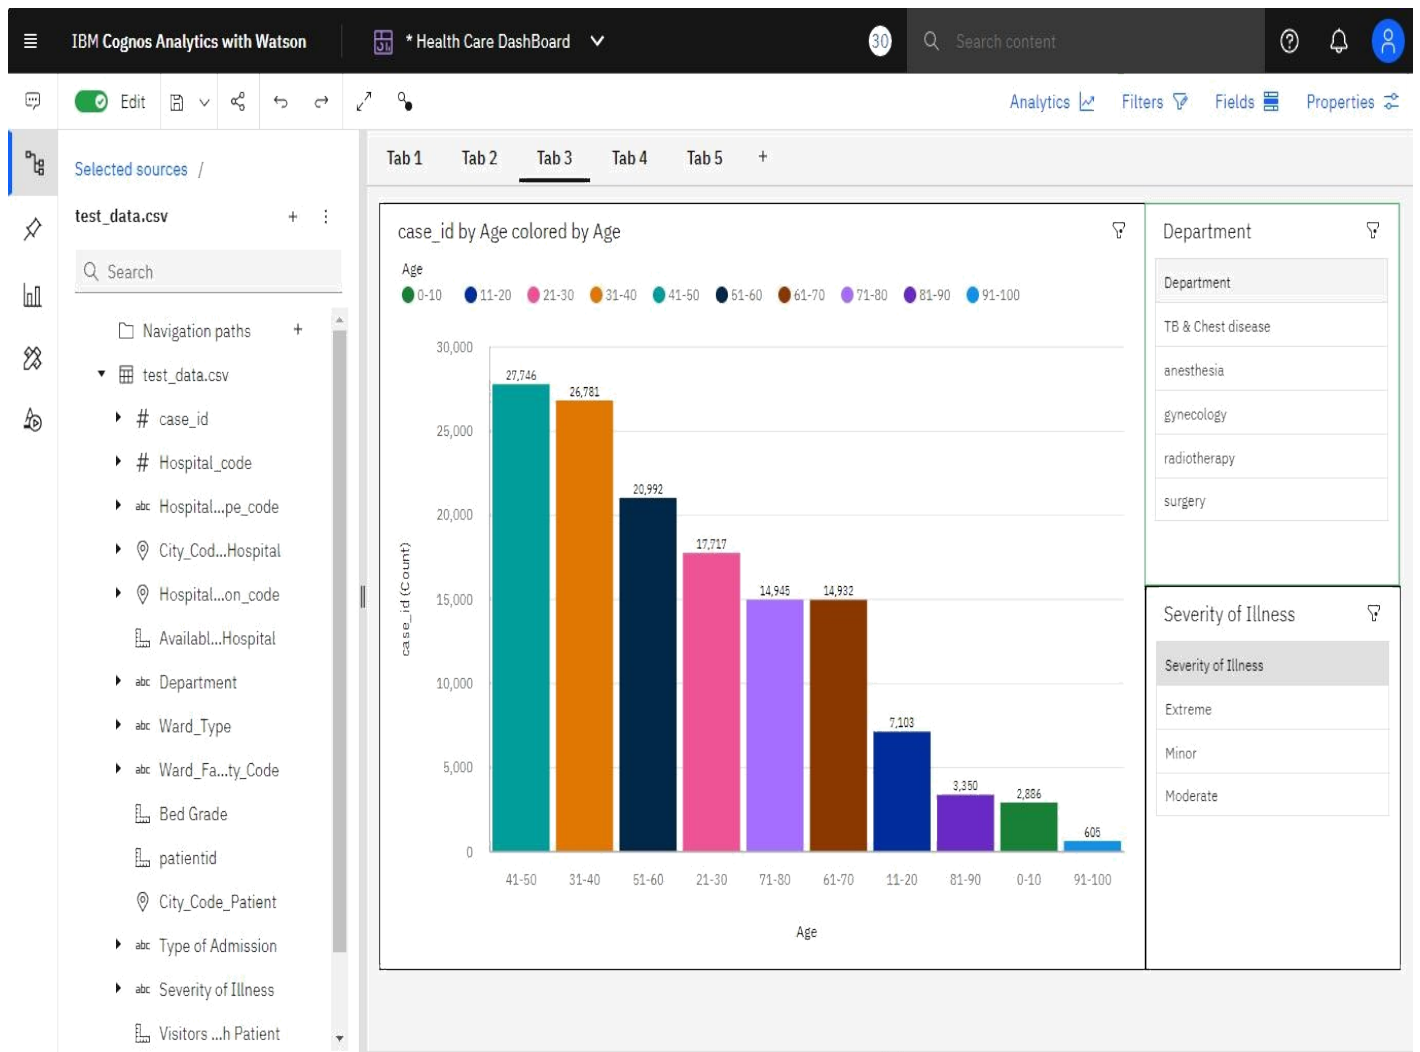 IBM Cognos Analytics with Watson
* Health Care DashBoard
30
Search content
Edit
Analytics
Filters
Fields
Properties
Selected sources /
Tab 1
Tab 2
Tab 3
Tab 4
Tab 5
+
test_data.csv
+
Search
Navigation paths
+
test_data.csv
# case_id
# Hospital_code
abc Hospital...pe_code
City_Cod...Hospital
Hospital...on_code
Availabl...Hospital
abc Department
abc Ward_Type
abc Ward_Fa...ty_Code
Bed Grade
patientid
City_Code_Patient
abc Type of Admission
abc Severity of Illness
Visitors ...h Patient
case_id by Age colored by Age
Age
0-10 11-20 21-30 31-40 41-50 51-60 61-70 71-80 81-90 91-100
case_id (Count)
30,000
25,000
20,000
15,000
10,000
5,000
0
27,746
26,781
20,992
17,717
14,945
14,932
7,103
3,350
2,886
605
41-50 31-40 51-60 21-30 71-80 61-70 11-20 81-90 0-10 91-100
Age
Department
Department
TB & Chest disease
anesthesia
gynecology
radiotherapy
surgery
Severity of Illness
Severity of Illness
Extreme
Minor
Moderate